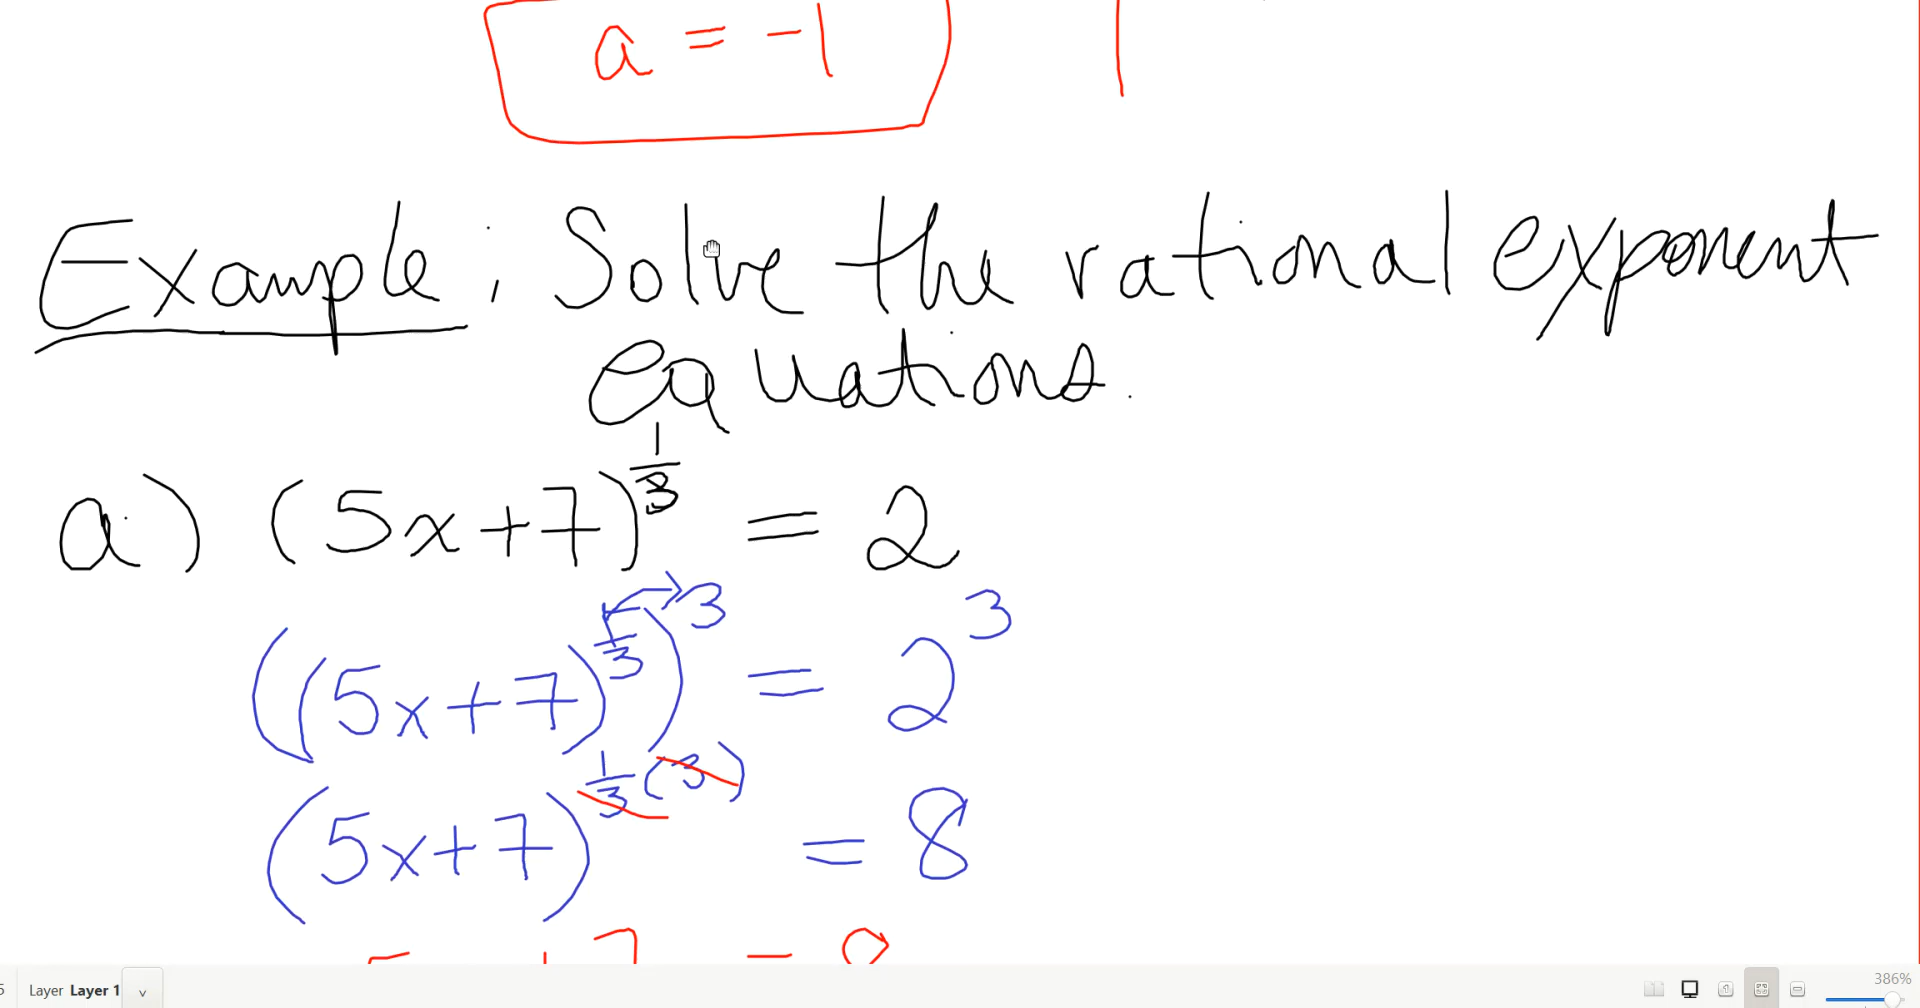 a = -1
Example : Solve the rational exponent
equations.
a) (5x+7)^{1/3} = 2
((5x+7)^{1/3})^3 = 2^3
(5x+7)^{1/3 (3)} = 8
Layer Layer 1
386%